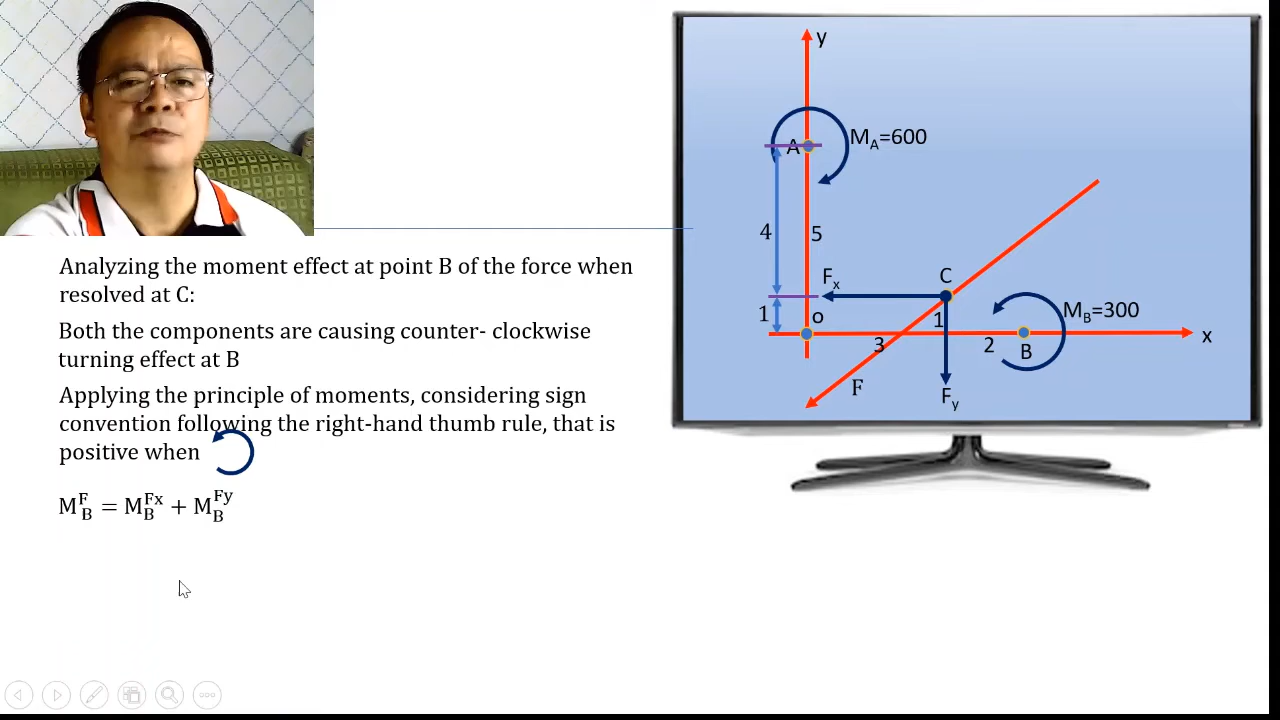 Analyzing the moment effect at point B of the force when
resolved at C:
Both the components are causing counter- clockwise
turning effect at B
Applying the principle of moments, considering sign
convention following the right-hand thumb rule, that is
positive when
M_B^F = M_B^Fx + M_B^Fy
y
A
M_A=600
4
5
F_x
C
1
o
1
M_B=300
3
2
B
x
F
F_y